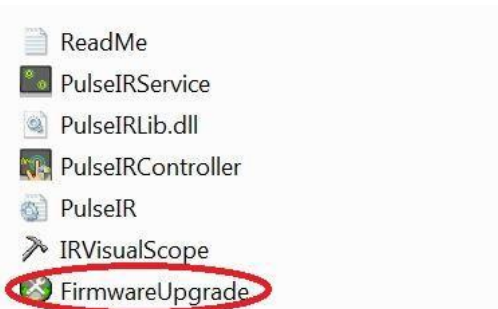 ReadMe
PulseIRService
PulseIRLib.dll
PulseIRController
PulseIR
IRVisualScope
FirmwareUpgrade